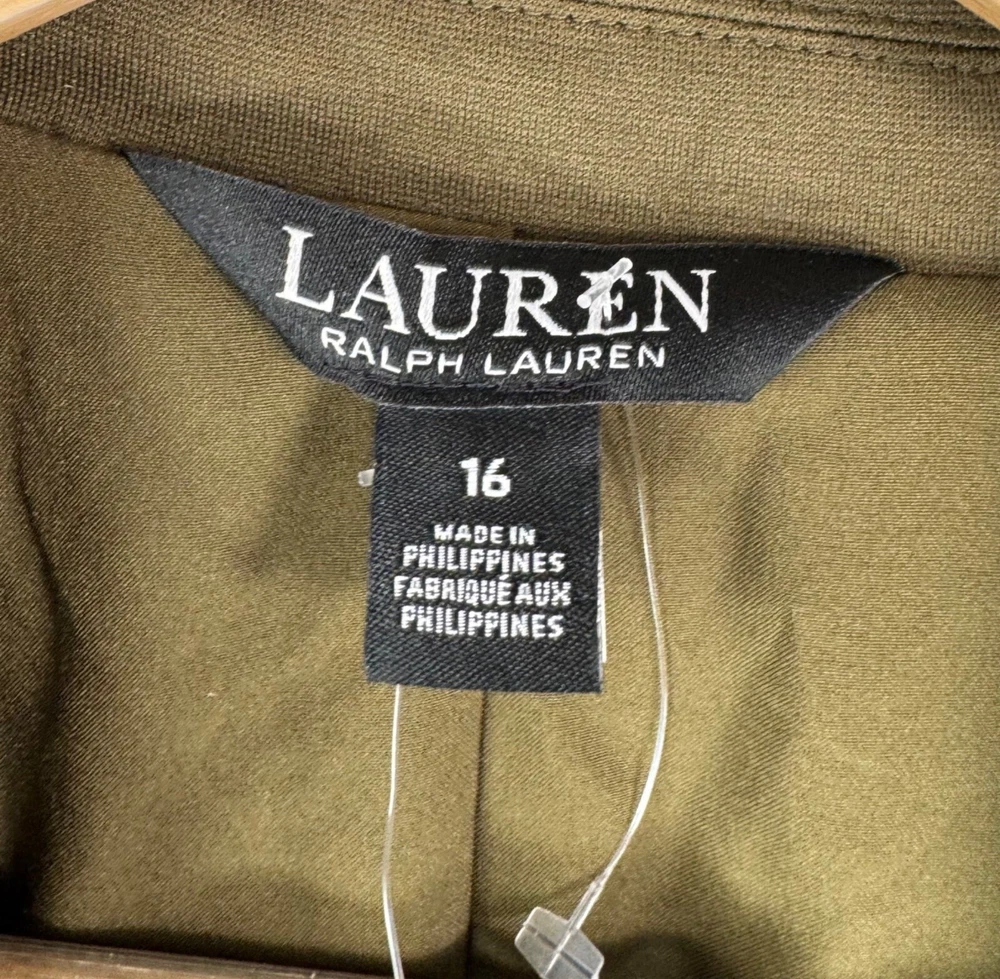 LAUREN
RALPH LAUREN
16
MADE IN
PHILIPPINES
FABRIQUÉ AUX
PHILIPPINES